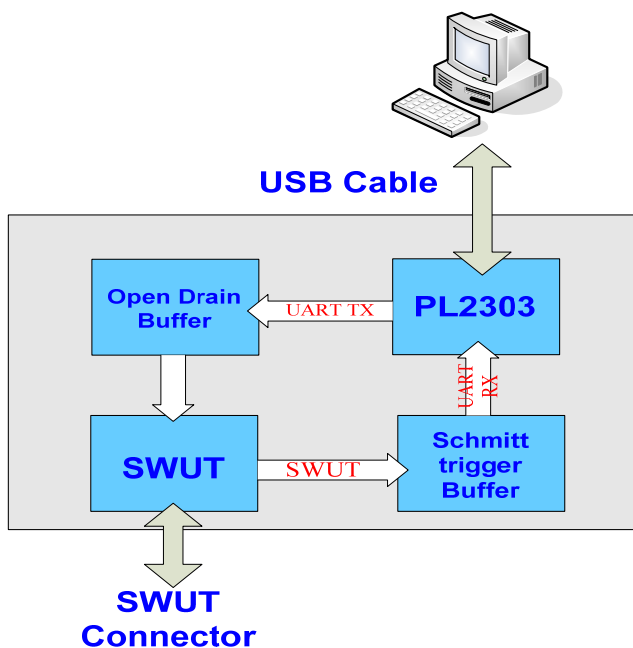 USB Cable
Open Drain
Buffer
UART TX
PL2303
UART
RX
SWUT
SWUT
Schmitt
trigger
Buffer
SWUT
Connector